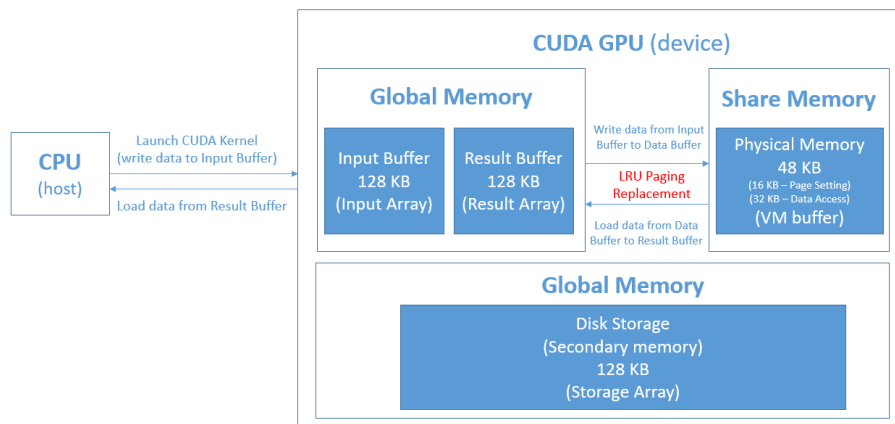 CUDA GPU (device)
Global Memory
Share Memory
CPU
(host)
Launch CUDA Kernel
(write data to Input Buffer)
Load data from Result Buffer
Input Buffer
128 KB
(Input Array)
Result Buffer
128 KB
(Result Array)
Write data from Input
Buffer to Data Buffer
LRU Paging
Replacement
Load data from Data
Buffer to Result Buffer
Physical Memory
48 KB
(16 KB – Page Setting)
(32 KB – Data Access)
(VM buffer)
Global Memory
Disk Storage
(Secondary memory)
128 KB
(Storage Array)